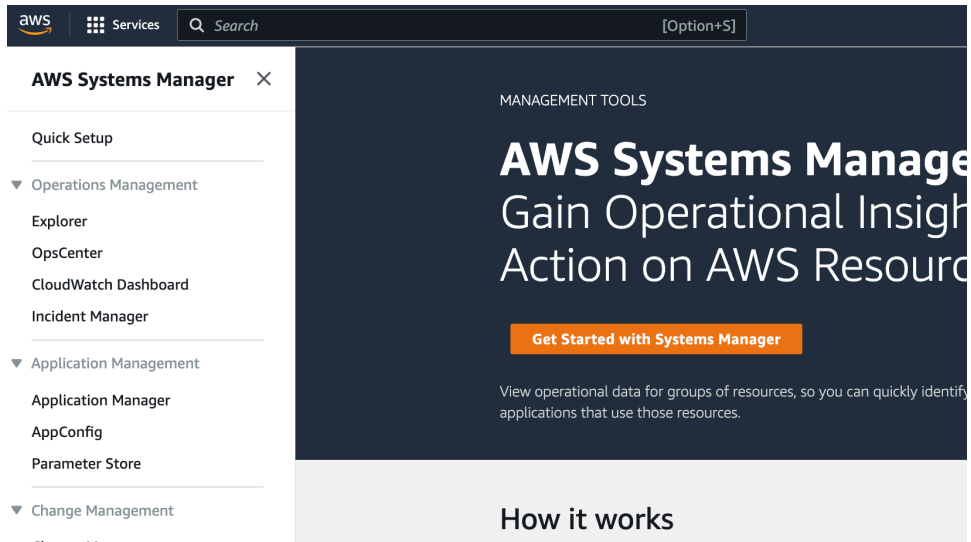 aws
Services
Search
[Option+S]
AWS Systems Manager
Quick Setup
Operations Management
Explorer
OpsCenter
CloudWatch Dashboard
Incident Manager
Application Management
Application Manager
AppConfig
Parameter Store
Change Management
MANAGEMENT TOOLS
AWS Systems Manage
Gain Operational Insigh
Action on AWS Resourc
Get Started with Systems Manager
View operational data for groups of resources, so you can quickly identify
applications that use those resources.
How it works